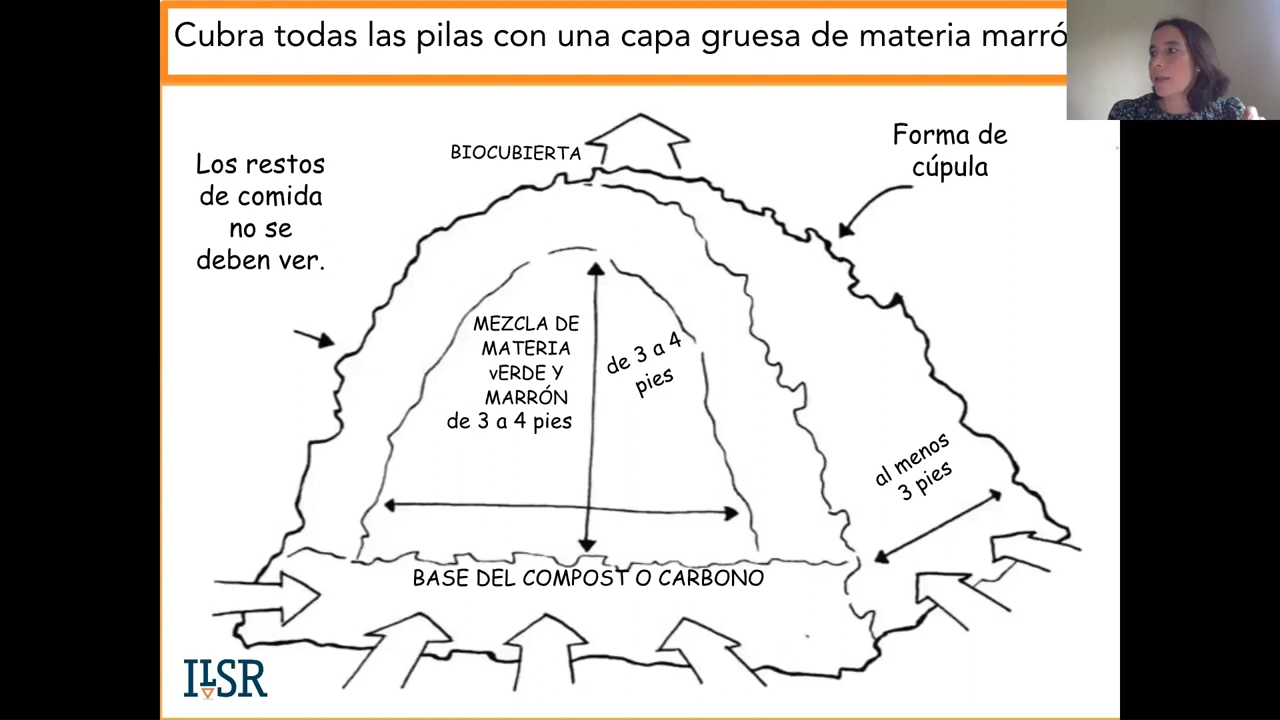 Cubra todas las pilas con una capa gruesa de materia marró
BIOCUBIERTA
Forma de
cúpula
Los restos
de comida
no se
deben ver.
MEZCLA DE
MATERIA
vERDE Y
MARRÓN
de 3 a 4 pies
de 3 a 4
pies
al menos
3 pies
BASE DEL COMPOST O CARBONO
ILSR